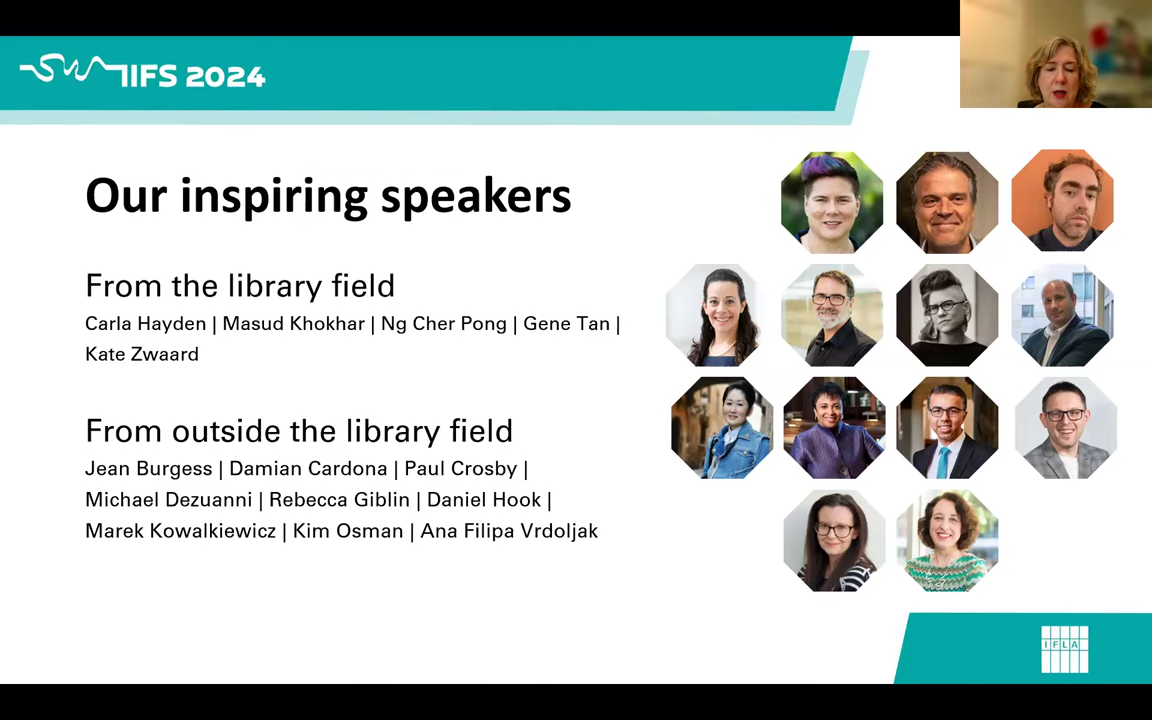 IIFS 2024
Our inspiring speakers
From the library field
Carla Hayden | Masud Khokhar | Ng Cher Pong | Gene Tan |
Kate Zwaard
From outside the library field
Jean Burgess | Damian Cardona | Paul Crosby |
Michael Dezuanni | Rebecca Giblin | Daniel Hook |
Marek Kowalkiewicz | Kim Osman | Ana Filipa Vrdoljak
IFLA